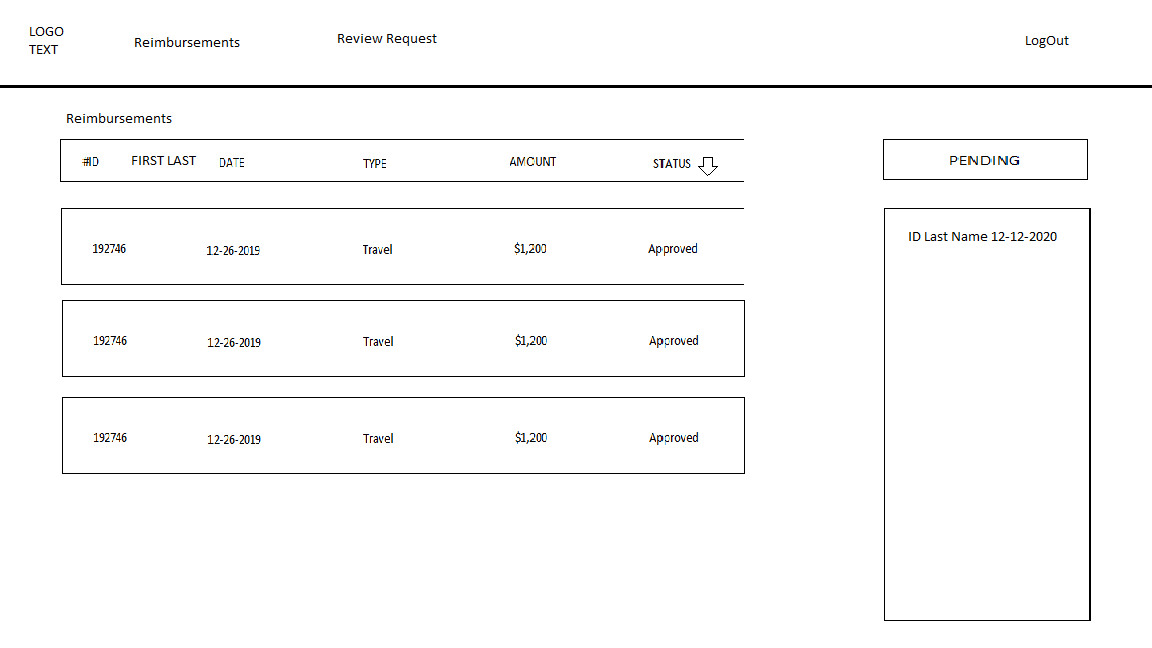 LOGO
TEXT
Reimbursements
Review Request
LogOut
Reimbursements
#ID FIRST LAST DATE TYPE AMOUNT STATUS
PENDING
192746 12-26-2019 Travel $1,200 Approved
ID Last Name 12-12-2020
192746 12-26-2019 Travel $1,200 Approved
192746 12-26-2019 Travel $1,200 Approved